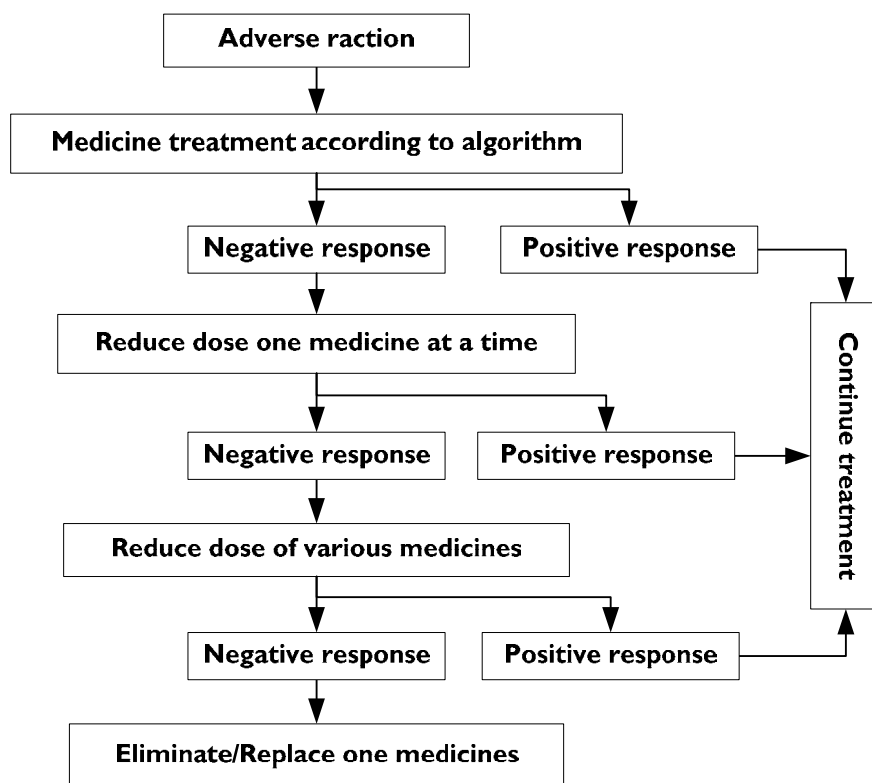 Adverse raction
Medicine treatment according to algorithm
Negative response
Positive response
Reduce dose one medicine at a time
Continue treatment
Negative response
Positive response
Reduce dose of various medicines
Negative response
Positive response
Eliminate/Replace one medicines